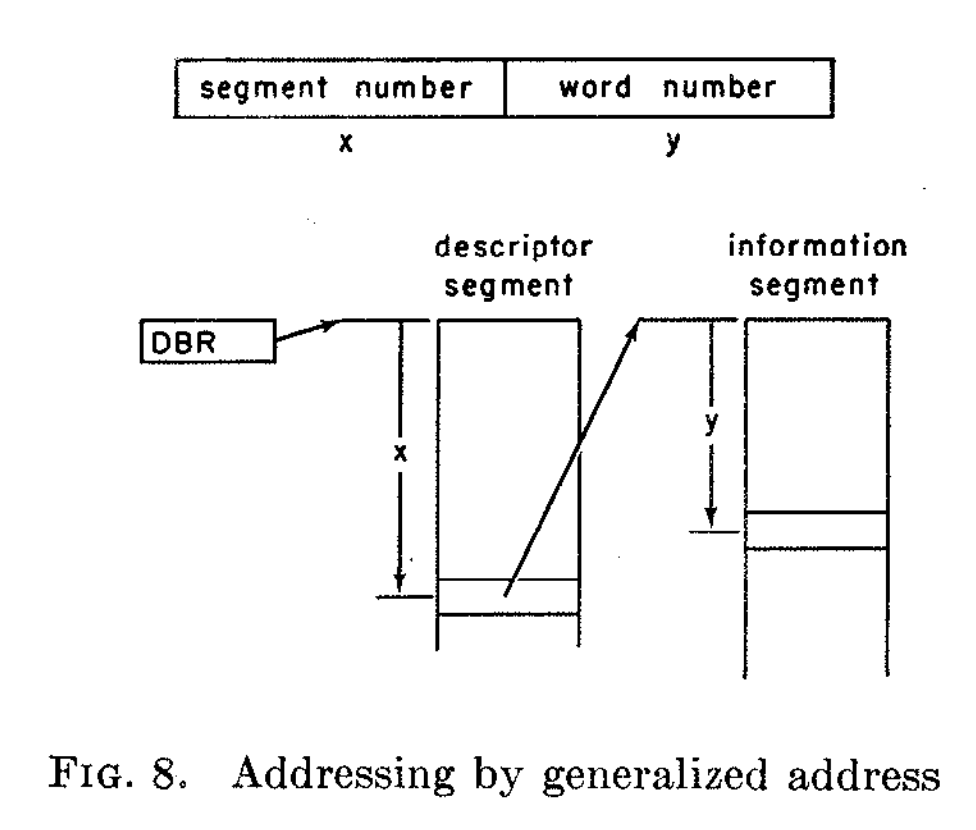 segment number word number
x y
descriptor segment
information segment
DBR
x
y
FIG. 8. Addressing by generalized address